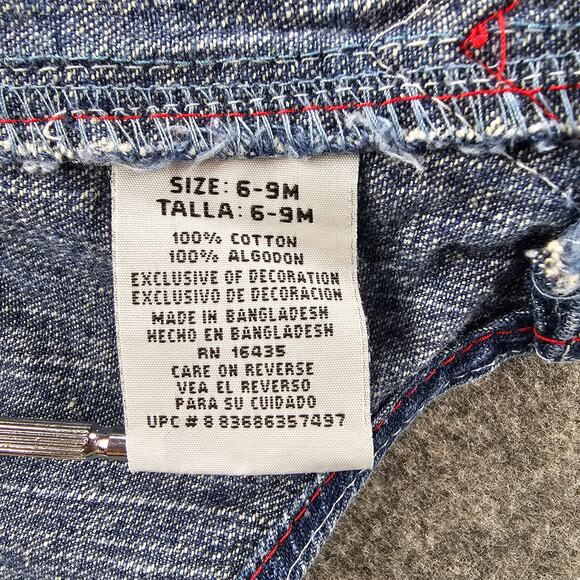 SIZE: 6-9M
TALLA: 6-9M
100% COTTON
100% ALGODON
EXCLUSIVE OF DECORATION
EXCLUSIVO DE DECORACION
MADE IN BANGLADESH
HECHO EN BANGLADESH
RN 16435
CARE ON REVERSE
VEA EL REVERSO
PARA SU CUIDADO
UPC # 8 83686357497